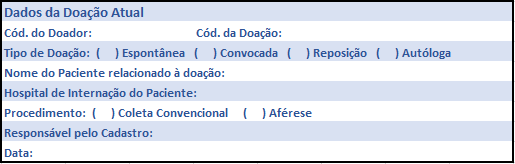 Dados da Doação Atual
Cód. do Doador: Cód. da Doação:
Tipo de Doação: ( ) Espontânea ( ) Convocada ( ) Reposição ( ) Autóloga
Nome do Paciente relacionado à doação:
Hospital de Internação do Paciente:
Procedimento: ( ) Coleta Convencional ( ) Aférese
Responsável pelo Cadastro:
Data: